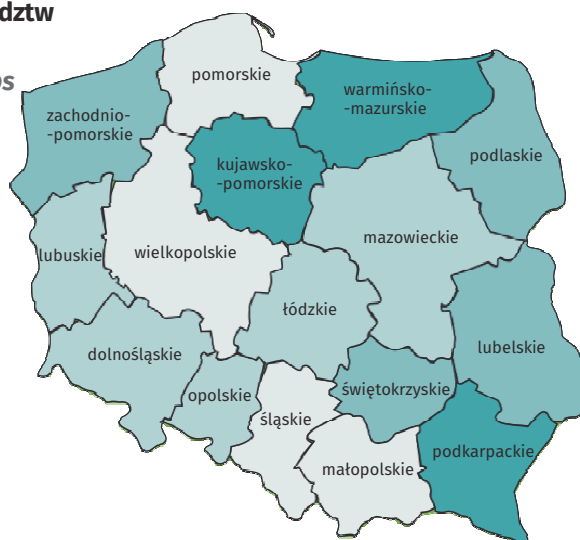 pomorskie
warmińsko-
-mazurskie
zachodnio-
-pomorskie
podlaskie
kujawsko-
-pomorskie
mazowieckie
lubuskie
wielkopolskie
łódzkie
lubelskie
dolnośląskie
opolskie
świętokrzyskie
śląskie
podkarpackie
małopolskie